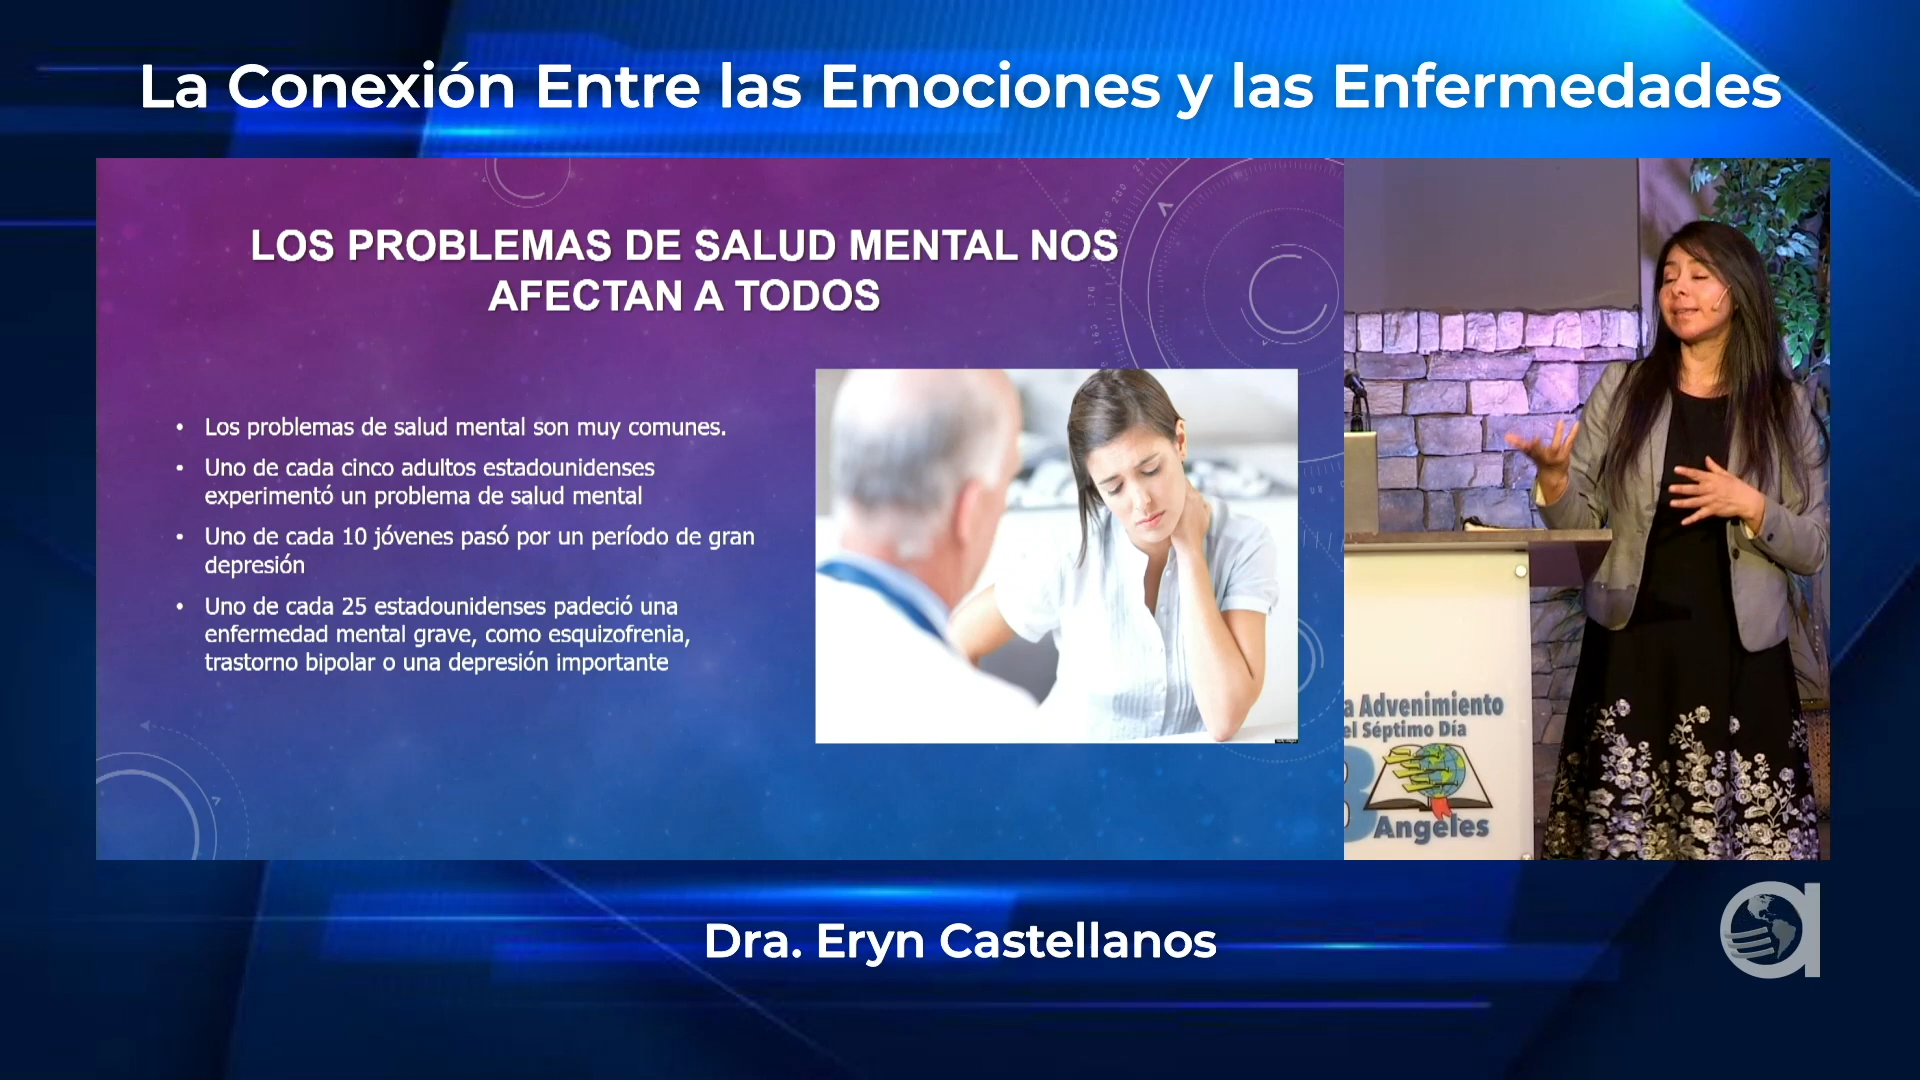 La Conexión Entre las Emociones y las Enfermedades
LOS PROBLEMAS DE SALUD MENTAL NOS
AFECTAN A TODOS
• Los problemas de salud mental son muy comunes.
• Uno de cada cinco adultos estadounidenses
experimentó un problema de salud mental
• Uno de cada 10 jóvenes pasó por un período de gran
depresión
• Uno de cada 25 estadounidenses padeció una
enfermedad mental grave, como esquizofrenia,
trastorno bipolar o una depresión importante
a Advenimiento
el Séptimo Día
3
Angeles
Dra. Eryn Castellanos